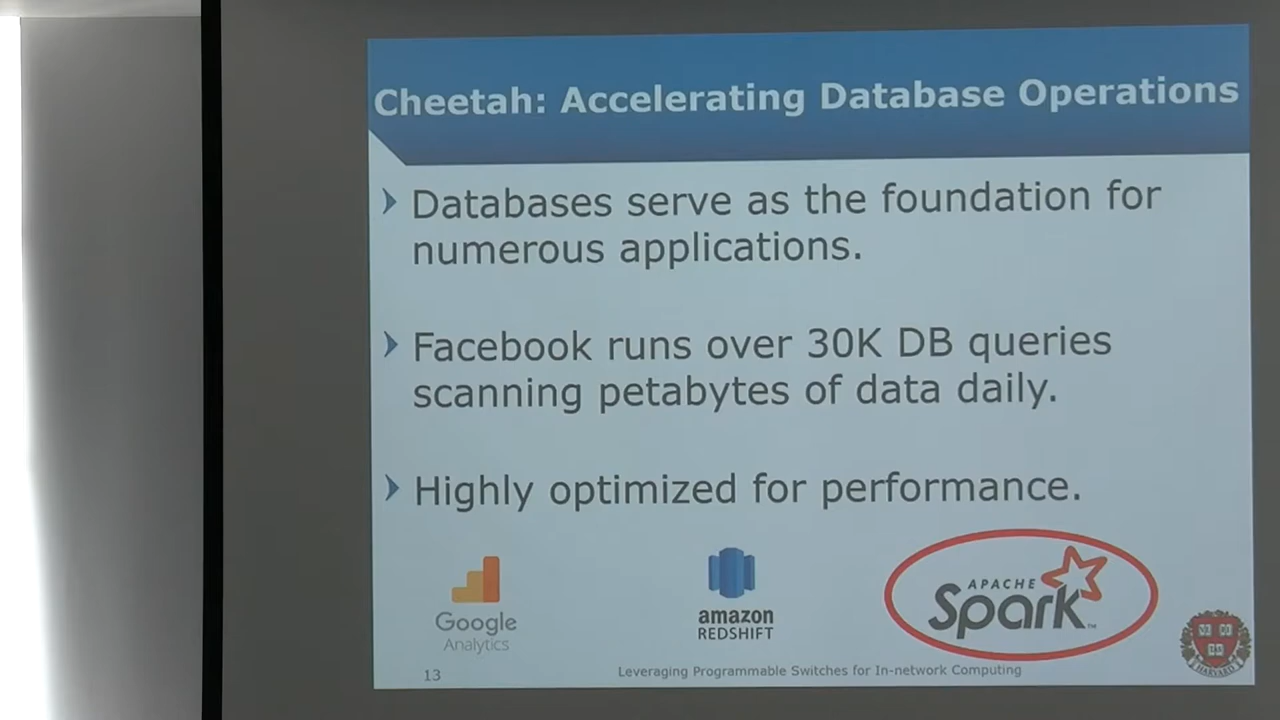 Cheetah: Accelerating Database Operations
Databases serve as the foundation for
numerous applications.
Facebook runs over 30K DB queries
scanning petabytes of data daily.
Highly optimized for performance.
Google
Analytics
amazon
REDSHIFT
APACHE
Spark™
13
Leveraging Programmable Switches for In-network Computing
HARVARD